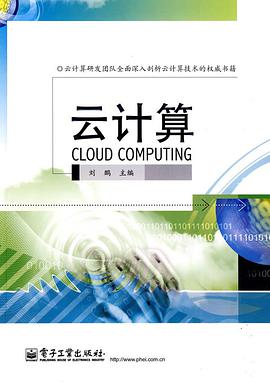 ◎云计算研发团队全面深入剖析云计算技术的权威书籍
云计算
CLOUD COMPUTING
刘 鹏 主编
电子工业出版社
PUBLISHING HOUSE OF ELECTRONICS INDUSTRY
http://www.phei.com.cn